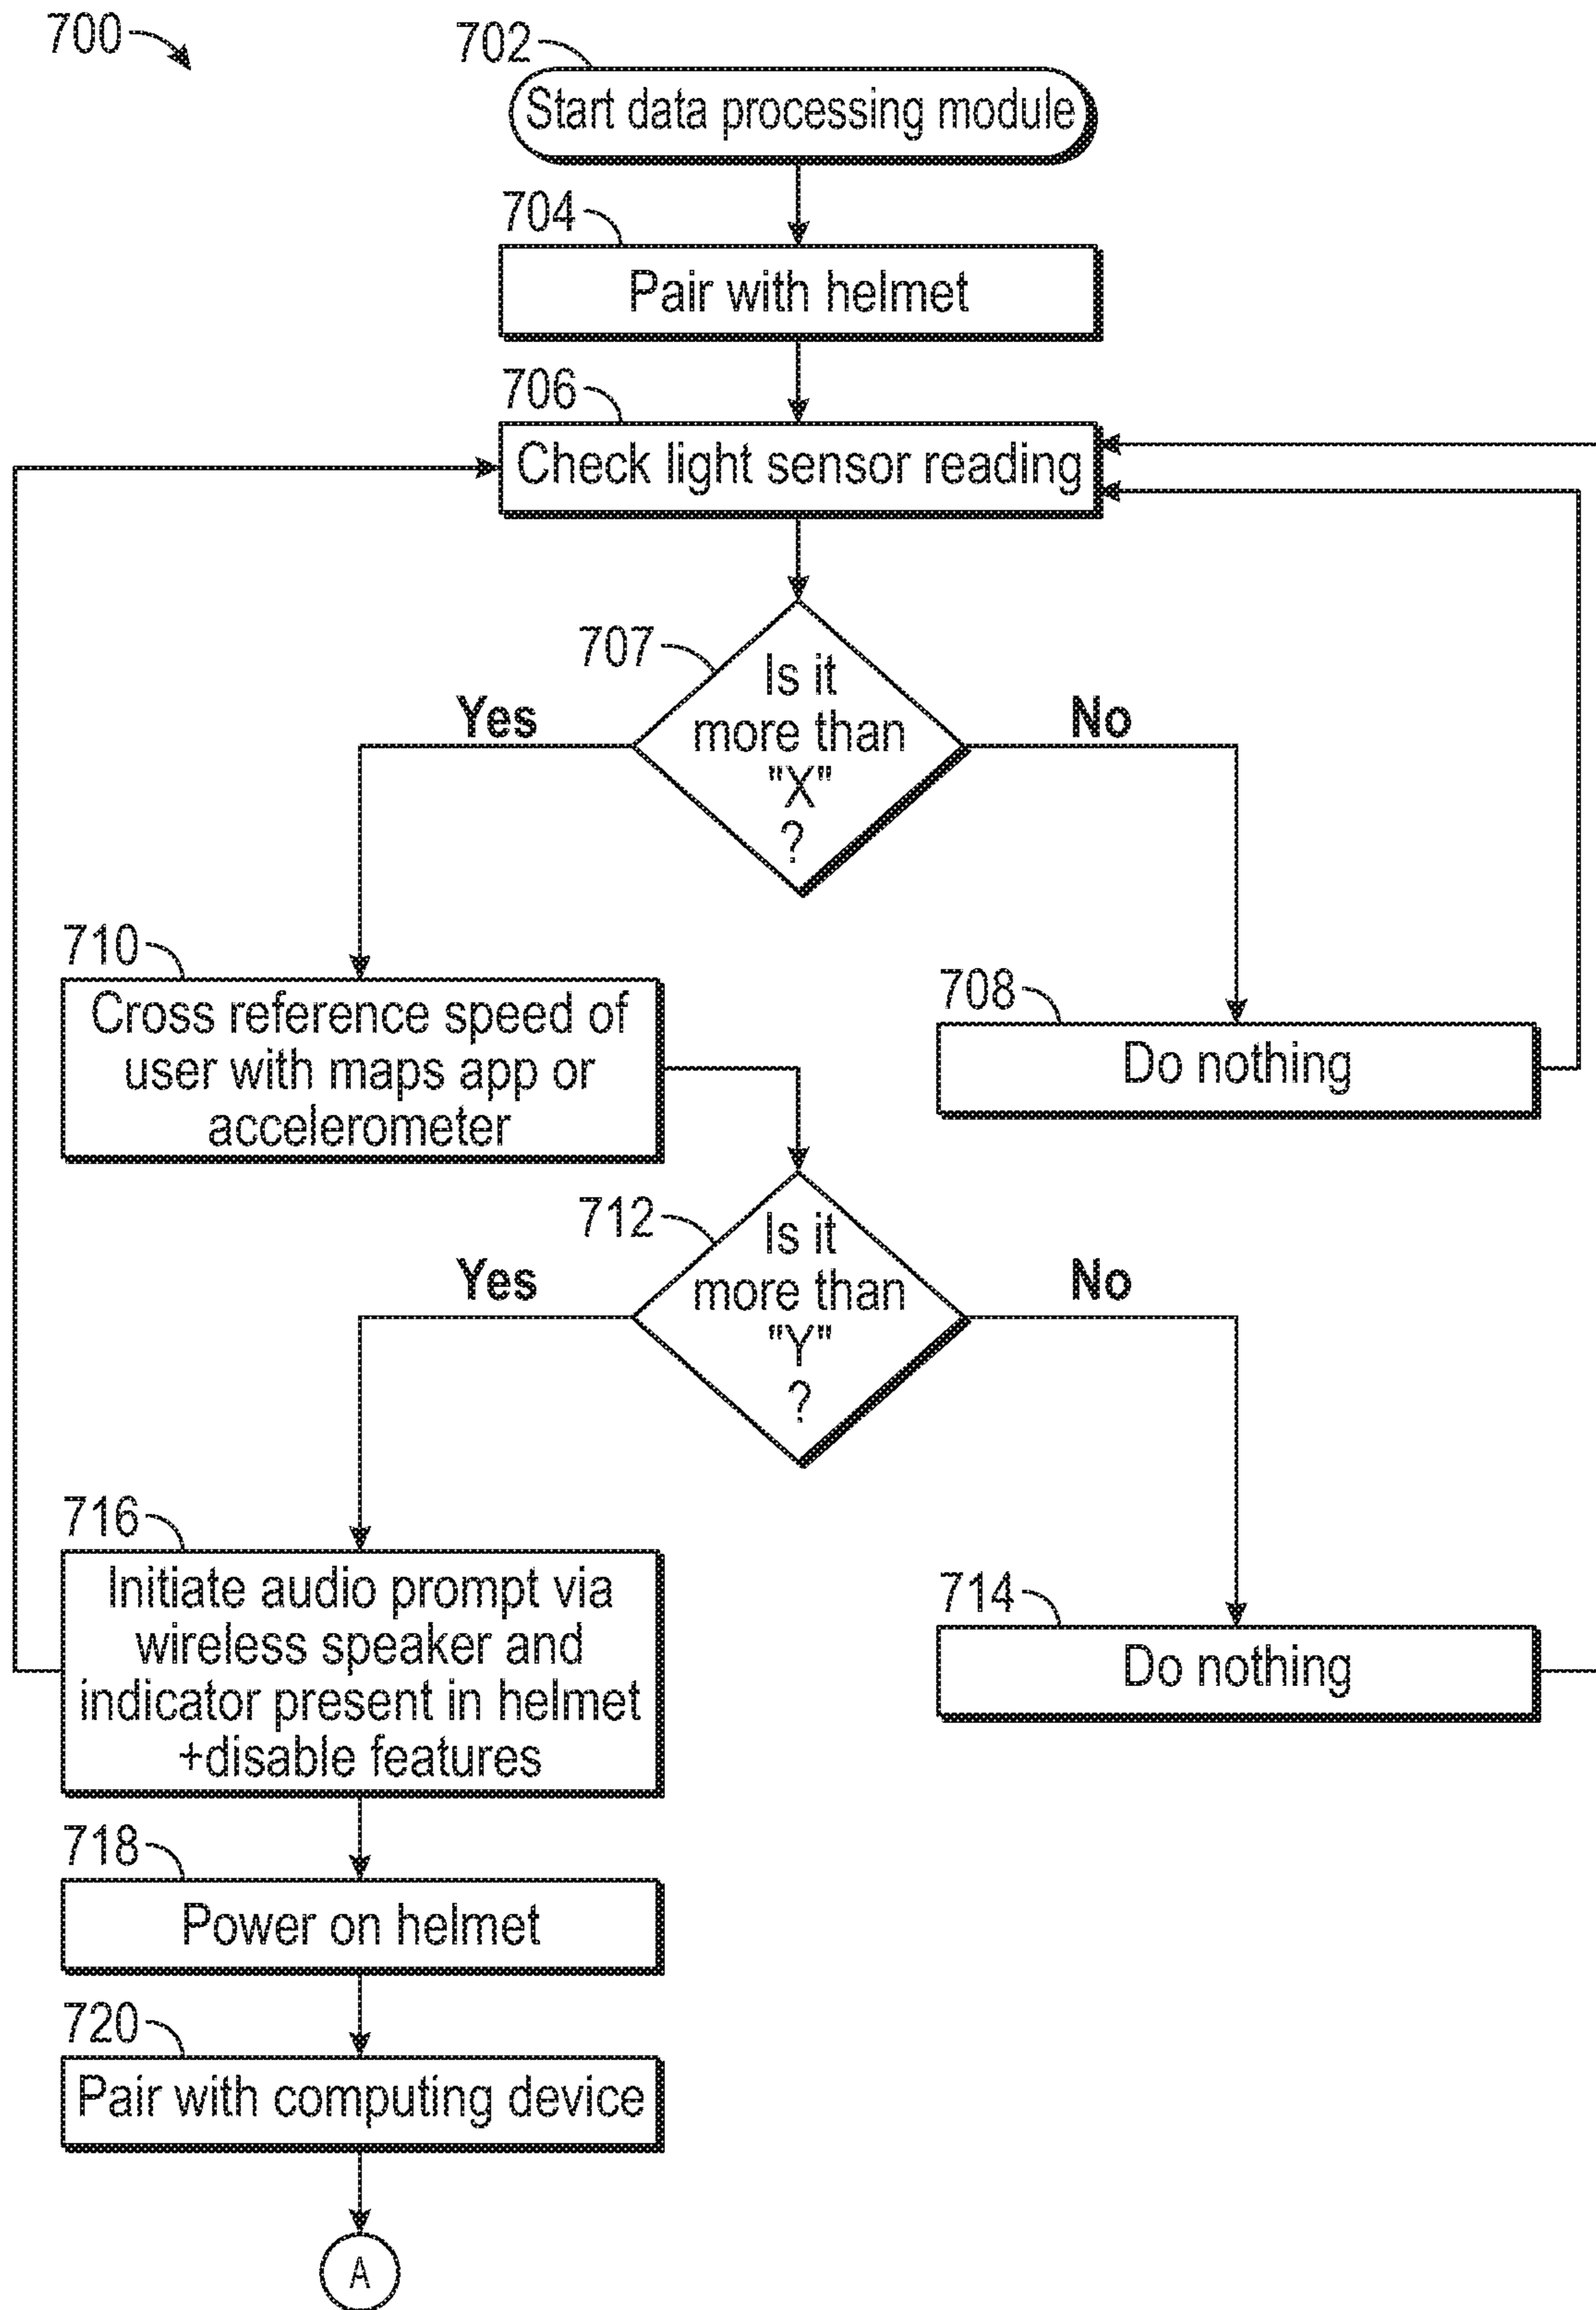 700
702
Start data processing module
704
Pair with helmet
706
Check light sensor reading
707
Is it
more than
"X"
?
Yes
No
710
Cross reference speed of
user with maps app or
accelerometer
708
Do nothing
712
Is it
more than
"Y"
?
Yes
No
716
Initiate audio prompt via
wireless speaker and
indicator present in helmet
+disable features
714
Do nothing
718
Power on helmet
720
Pair with computing device
A